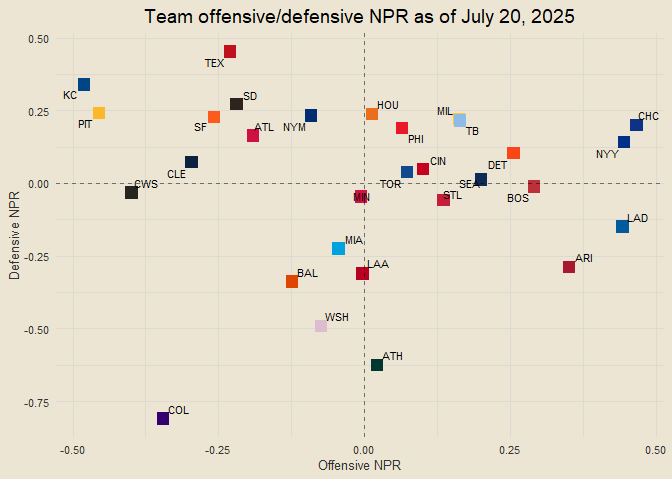 Team offensive/defensive NPR as of July 20, 2025
0.50
TEX
KC
SD
PIT
0.25
SF
ATL
NYM
HOU
MIL
TB
PHI
CHC
NYY
CLE
CIN
DET
TOR
SEA
0.00
CWS
MIN
STL
BOS
LAD
MIA
-0.25
LAA
ARI
BAL
WSH
-0.50
ATH
-0.75
COL
Defensive NPR
-0.50
-0.25
0.00
0.25
0.50
Offensive NPR